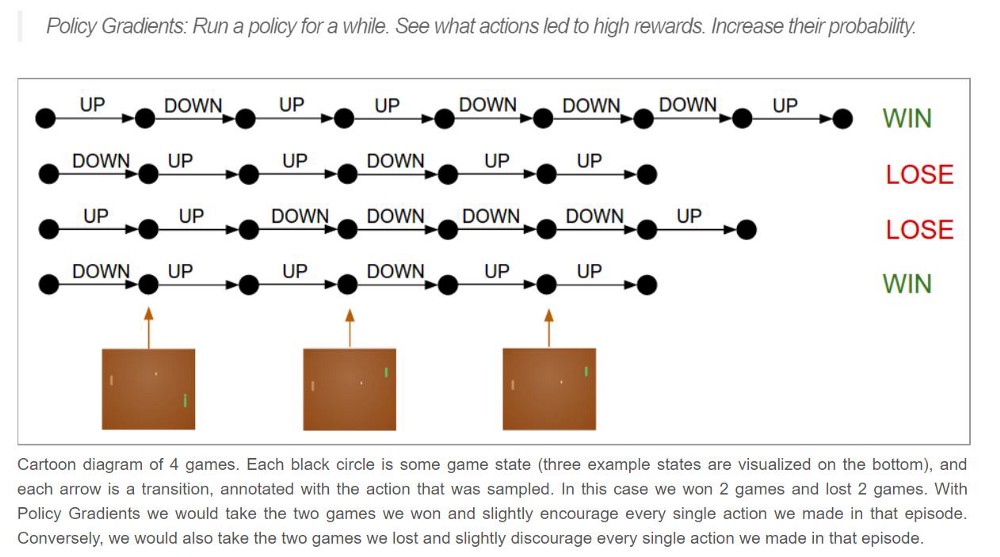 Policy Gradients: Run a policy for a while. See what actions led to high rewards. Increase their probability.
UP DOWN UP UP DOWN DOWN DOWN UP WIN
DOWN UP UP DOWN UP UP LOSE
UP UP DOWN DOWN DOWN DOWN UP LOSE
DOWN UP UP DOWN UP UP WIN
Cartoon diagram of 4 games. Each black circle is some game state (three example states are visualized on the bottom), and
each arrow is a transition, annotated with the action that was sampled. In this case we won 2 games and lost 2 games. With
Policy Gradients we would take the two games we won and slightly encourage every single action we made in that episode.
Conversely, we would also take the two games we lost and slightly discourage every single action we made in that episode.